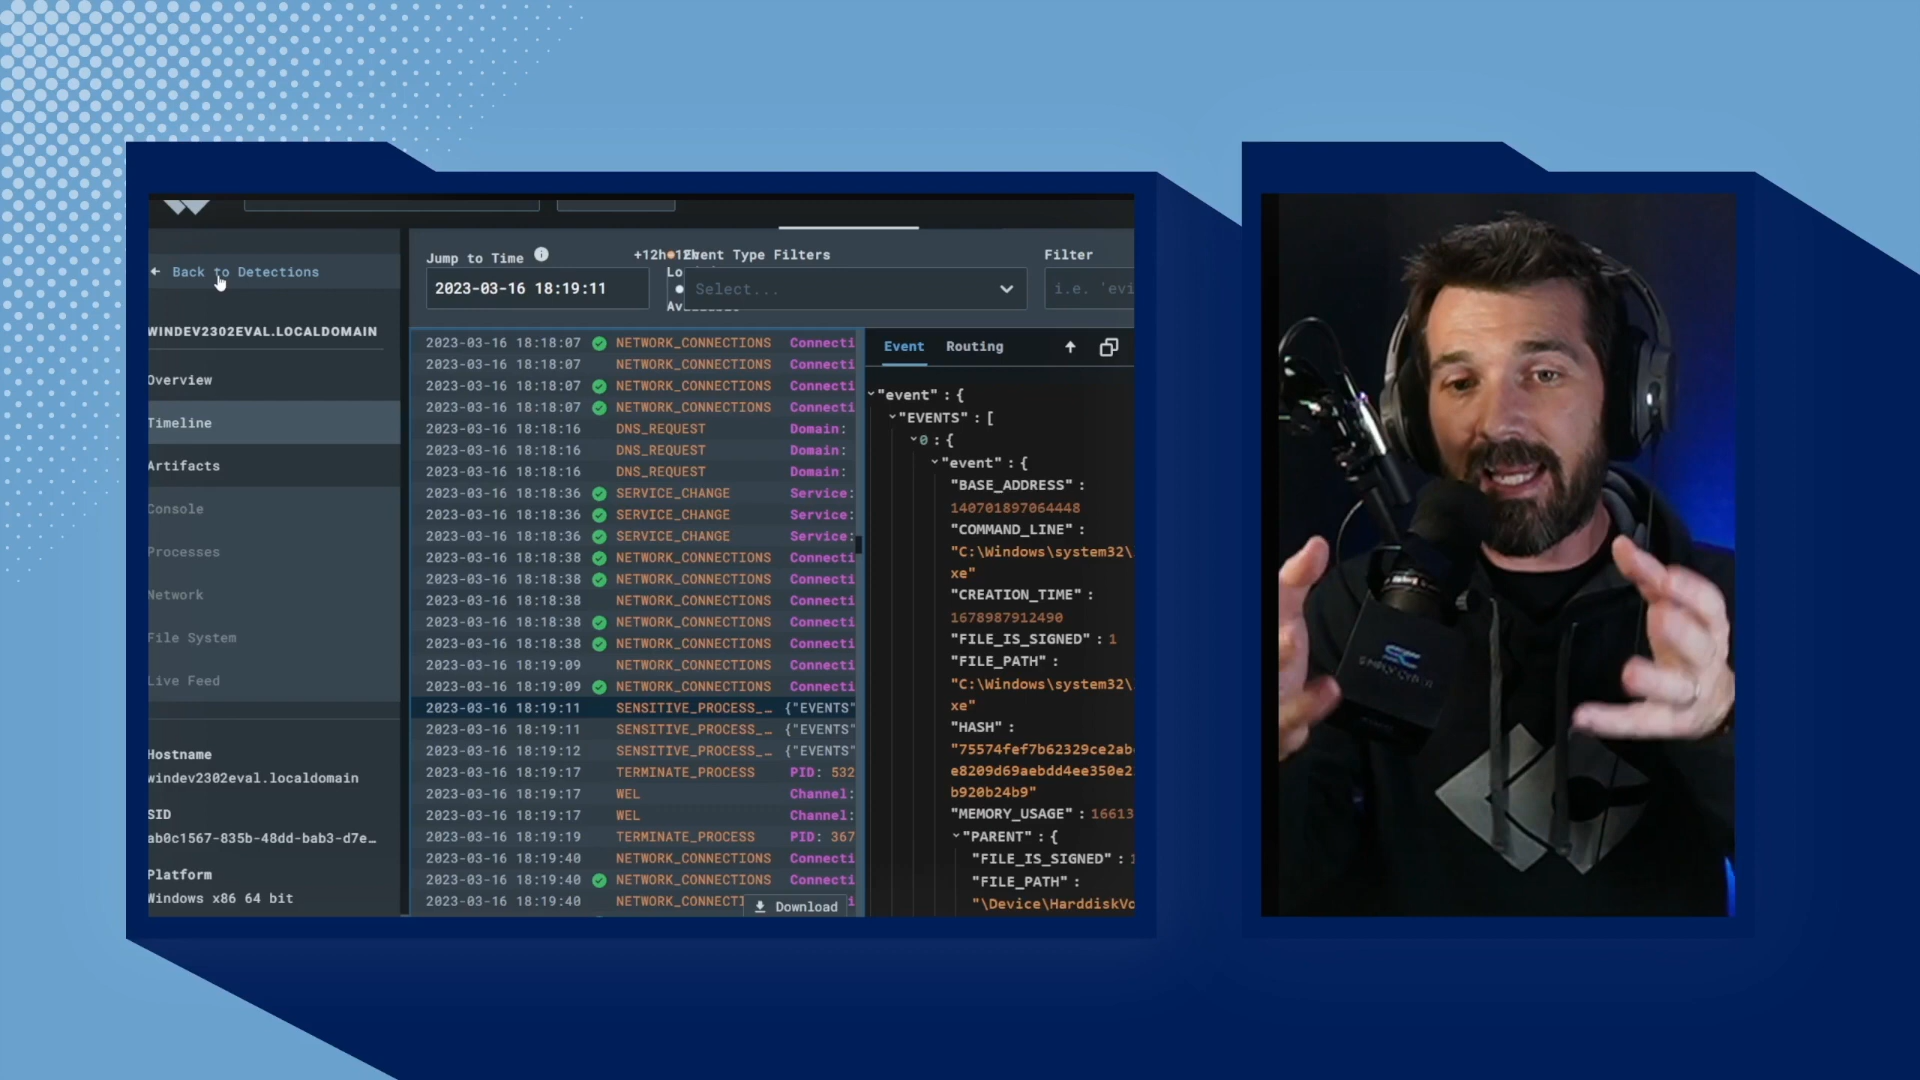 ← Back to Detections
WINDEV2302EVAL.LOCALDOMAIN
Overview
Timeline
Artifacts
Console
Processes
Network
File System
Live Feed
Hostname
windev2302eval.localdomain
SID
ab0c1567-835b-48dd-bab3-d7e…
Platform
Windows x86 64 bit
Jump to Time
2023-03-16 18:19:11
+12h
Event Type Filters
Select...
Filter
i.e. 'evi
2023-03-16 18:18:07 NETWORK_CONNECTIONS Connecti
2023-03-16 18:18:07 NETWORK_CONNECTIONS Connecti
2023-03-16 18:18:07 NETWORK_CONNECTIONS Connecti
2023-03-16 18:18:07 NETWORK_CONNECTIONS Connecti
2023-03-16 18:18:16 DNS_REQUEST Domain:
2023-03-16 18:18:16 DNS_REQUEST Domain:
2023-03-16 18:18:16 DNS_REQUEST Domain:
2023-03-16 18:18:36 SERVICE_CHANGE Service:
2023-03-16 18:18:36 SERVICE_CHANGE Service:
2023-03-16 18:18:36 SERVICE_CHANGE Service:
2023-03-16 18:18:38 NETWORK_CONNECTIONS Connecti
2023-03-16 18:18:38 NETWORK_CONNECTIONS Connecti
2023-03-16 18:18:38 NETWORK_CONNECTIONS Connecti
2023-03-16 18:18:38 NETWORK_CONNECTIONS Connecti
2023-03-16 18:18:38 NETWORK_CONNECTIONS Connecti
2023-03-16 18:19:09 NETWORK_CONNECTIONS Connecti
2023-03-16 18:19:09 NETWORK_CONNECTIONS Connecti
2023-03-16 18:19:11 SENSITIVE_PROCESS_… {"EVENTS"
2023-03-16 18:19:11 SENSITIVE_PROCESS_… {"EVENTS"
2023-03-16 18:19:12 SENSITIVE_PROCESS_… {"EVENTS"
2023-03-16 18:19:17 TERMINATE_PROCESS PID: 532
2023-03-16 18:19:17 WEL Channel:
2023-03-16 18:19:17 WEL Channel:
2023-03-16 18:19:19 TERMINATE_PROCESS PID: 367
2023-03-16 18:19:40 NETWORK_CONNECTIONS Connecti
2023-03-16 18:19:40 NETWORK_CONNECTIONS Connecti
2023-03-16 18:19:40 NETWORK_CONNECTI
Download
Event Routing
"event" : {
"EVENTS" : [
0 : {
"event" : {
"BASE_ADDRESS" :
140701897064448
"COMMAND_LINE" :
"C:\Windows\system32\
xe"
"CREATION_TIME" :
1678987912490
"FILE_IS_SIGNED" : 1
"FILE_PATH" :
"C:\Windows\system32\
xe"
"HASH" :
"75574fef7b62329ce2ab
e8209d69aebdd4ee350e2
b920b24b9"
"MEMORY_USAGE" : 16613
"PARENT" : {
"FILE_IS_SIGNED" : 1
"FILE_PATH" :
"\Device\HarddiskVo
SIMPLY CYBER